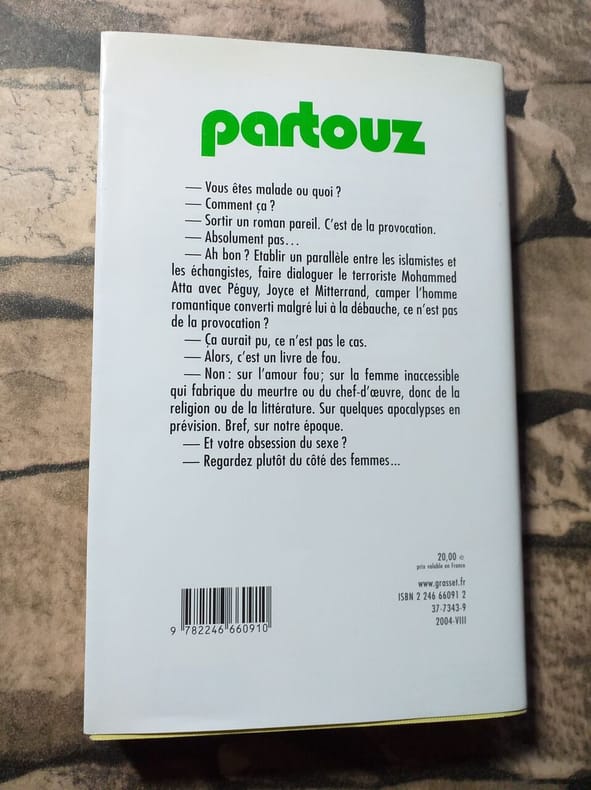 partouz
— Vous êtes malade ou quoi ?
— Comment ça ?
— Sortir un roman pareil. C'est de la provocation.
— Absolument pas...
— Ah bon ? Etablir un parallèle entre les islamistes et
les échangistes, faire dialoguer le terroriste Mohammed
Atta avec Péguy, Joyce et Mitterrand, camper l'homme
romantique converti malgré lui à la débauche, ce n'est pas
de la provocation ?
— Ça aurait pu, ce n'est pas le cas.
— Alors, c'est un livre de fou.
— Non : sur l'amour fou ; sur la femme inaccessible
qui fabrique du meurtre ou du chef-d'œuvre, donc de la
religion ou de la littérature. Sur quelques apocalypses en
prévision. Bref, sur notre époque.
— Et votre obsession du sexe ?
— Regardez plutôt du côté des femmes...
20,00 €
prix valable en France
www.grasset.fr
ISBN 2 246 66091 2
37-7343-9
2004-VIII
9 782246 660910